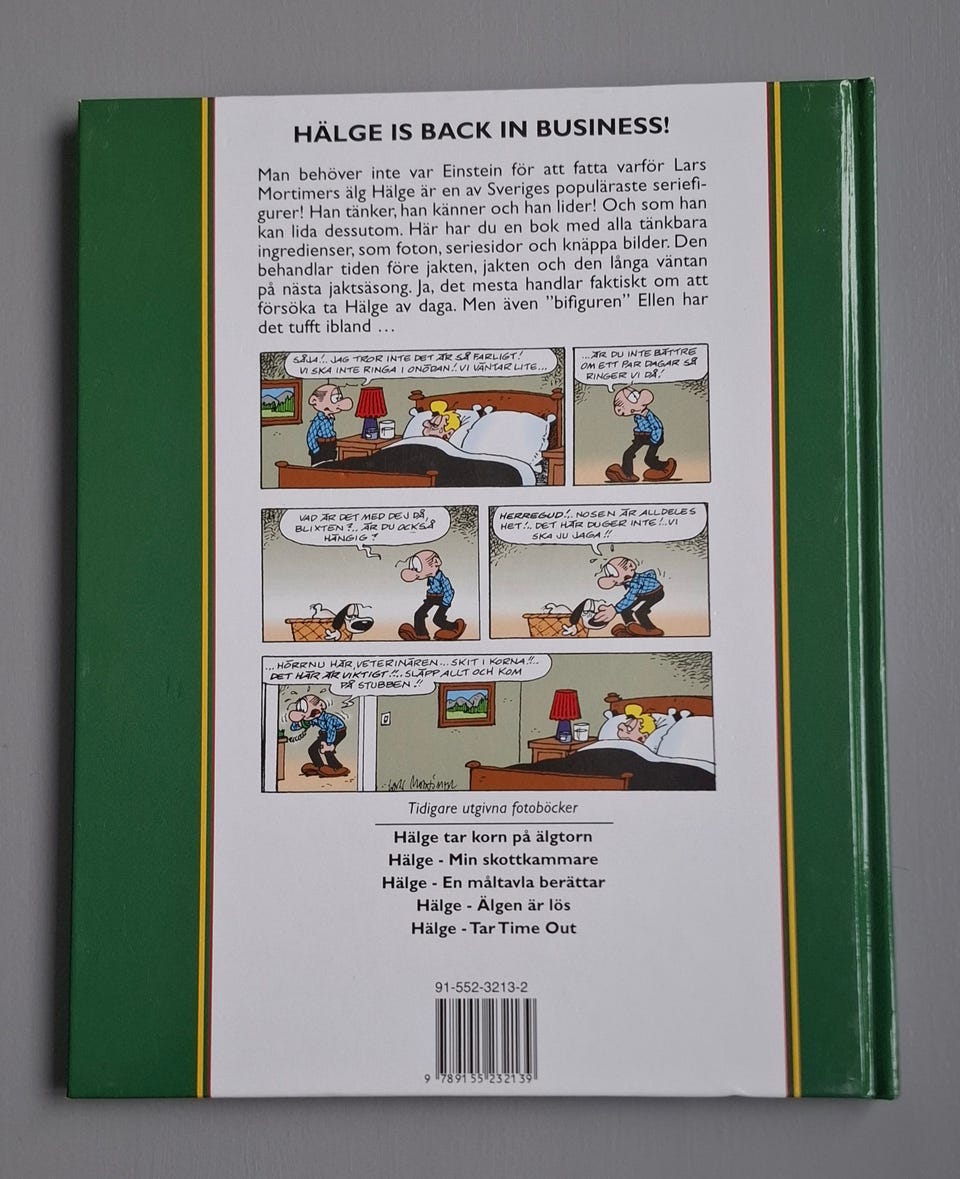 HÄLGE IS BACK IN BUSINESS!
Man behöver inte var Einstein för att fatta varför Lars
Mortimers älg Hälge är en av Sveriges populäraste seriefi-
gurer! Han tänker, han känner och han lider! Och som han
kan lida dessutom. Här har du en bok med alla tänkbara
ingredienser, som foton, seriesidor och knäppa bilder. Den
behandlar tiden före jakten, jakten och den långa väntan
på nästa jaktsäsong. Ja, det mesta handlar faktiskt om att
försöka ta Hälge av daga. Men även ”bifiguren” Ellen har
det tufft ibland …
SÅJA!.. JAG TROR INTE DET ÄR SÅ FARLIGT!
VI SKA INTE RINGA I ONÖDAN!. VI VÄNTAR LITE...
...ÄR DU INTE BÄTTRE
OM ETT PAR DAGAR SÅ
RINGER VI DÅ!
VAD ÄR DET MED DEJ DÅ,
BLIXTEN?... ÄR DU OCKSÅ
HÄNGIG?
HERREGUD!.. NOSEN ÄR ALLDELES
HET!.. DET HÄR DUGER INTE!.. VI
SKA JU JAGA!!
... HÖRRNU HÄR, VETERINÄREN... SKIT I KORNA!!..
DET HÄR ÄR VIKTIGT!!.. SLÄPP ALLT OCH KOM
PÅ STUBBEN!!
Lars Mortimer
Tidigare utgivna fotoböcker
Hälge tar korn på älgtorn
Hälge - Min skottkammare
Hälge - En måltavla berättar
Hälge - Älgen är lös
Hälge - Tar Time Out
91-552-3213-2
9 789155 232139